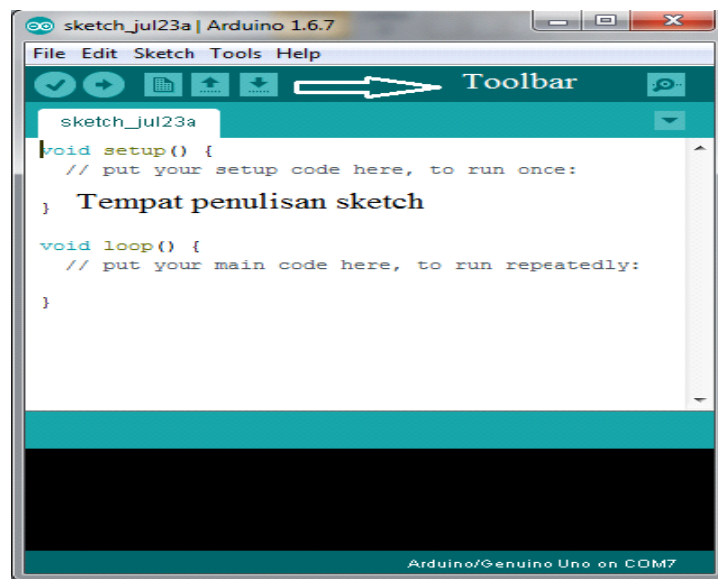 sketch_jul23a | Arduino 1.6.7
File Edit Sketch Tools Help
Toolbar
sketch_jul23a
void setup() {
// put your setup code here, to run once:
Tempat penulisan sketch
}
void loop() {
// put your main code here, to run repeatedly:
}
Arduino/Genuino Uno on COM7